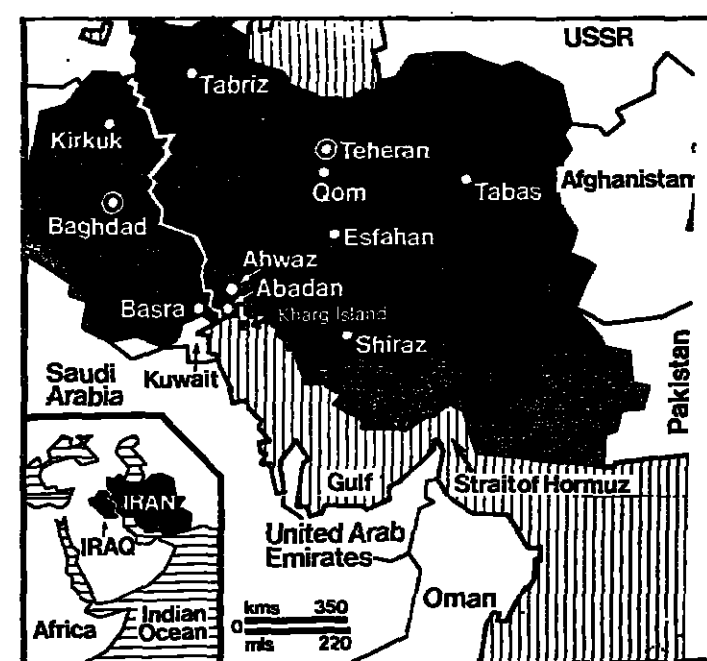 USSR
Tabriz
Kirkuk
Teheran
Qom
Tabas
Afghanistan
Baghdad
Esfahan
Ahwaz
Abadan
Basra
Kharg Island
Shiraz
Kuwait
Saudi
Arabia
Pakistan
Gulf
Strait of Hormuz
United Arab
Emirates
Oman
IRAN
IRAQ
Africa
Indian
Ocean
kms 350
0
mls 220